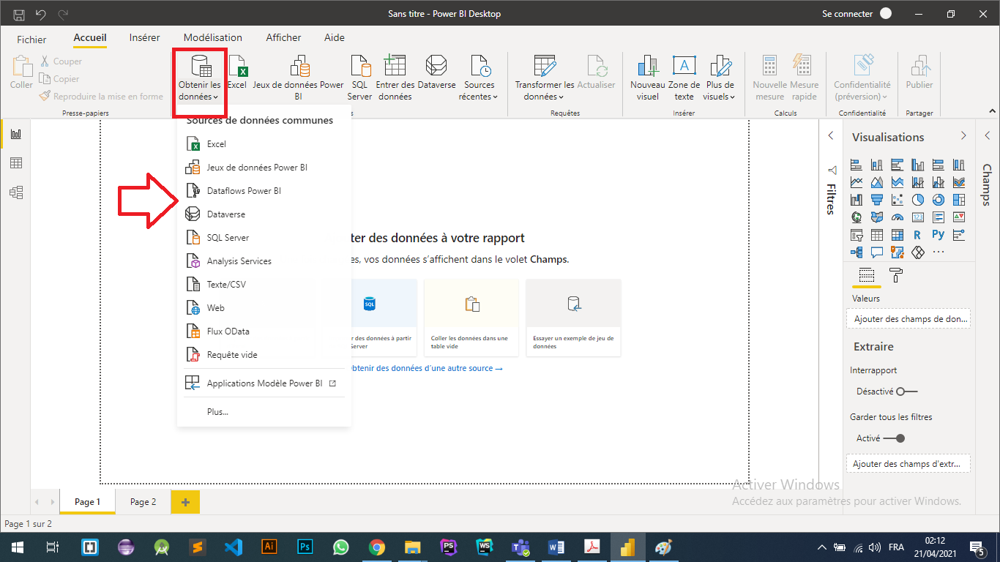 Sans titre - Power BI Desktop
Se connecter
Fichier
Accueil
Insérer
Modélisation
Afficher
Aide
Coller
Couper
Copier
Reproduire la mise en forme
Presse-papiers
Obtenir les
données
Excel
Jeux de données Power
BI
SQL
Server
Entrer des
données
Dataverse
Sources
récentes
Transformer les
données
Actualiser
Requêtes
Nouveau
visuel
Zone de
texte
Plus de
visuels
Insérer
Nouvelle
mesure
Mesure
rapide
Calculs
Confidentialité
(préversion)
Confidentialité
Publier
Partager
Sources de données communes
Excel
Jeux de données Power BI
Dataflows Power BI
Dataverse
SQL Server
Analysis Services
Texte/CSV
Web
Flux OData
Requête vide
Applications Modèle Power BI
Plus...
des données à votre rapport
vos données s’affichent dans le volet Champs.
SQL
des données à partir
Server
Coller les données dans une
table vide
Essayer un exemple de jeu de
données
btenir des données d’une autre source →
Filtres
Visualisations
123
R
Py
Valeurs
Ajouter des champs de don...
Extraire
Interrapport
Désactivé
Garder tous les filtres
Activé
Ajouter des champs d'extr...
Champs
Activer Windows
Accédez aux paramètres pour activer Windows.
Page 1
Page 2
Page 1 sur 2
Ai
Ps
PS
WS
FRA
02:12
21/04/2021
5